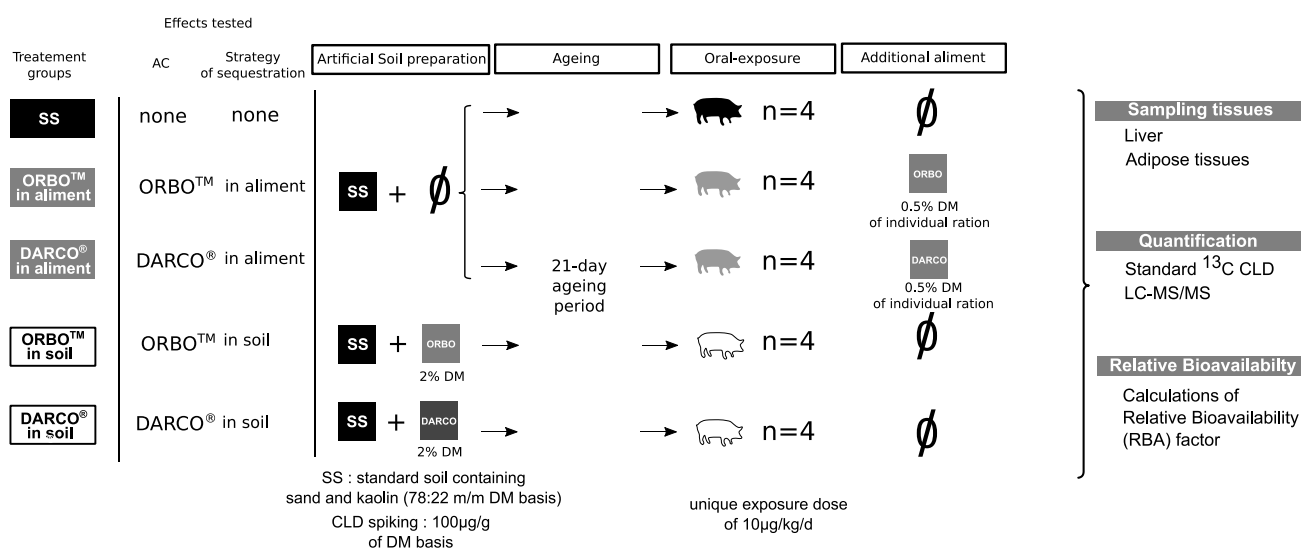 Effects tested
Treatement
groups
AC
Strategy
of sequestration
Artificial Soil preparation
Ageing
Oral-exposure
Additional aliment
SS
none
none
n=4
ϕ
ORBO™
in aliment
ORBO™
in aliment
SS + ϕ
n=4
ORBO
0.5% DM
of individual ration
DARCO®
in aliment
DARCO®
in aliment
n=4
DARCO
0.5% DM
of individual ration
21-day
ageing
period
ORBO™
in soil
ORBO™
in soil
SS + ORBO
2% DM
n=4
ϕ
DARCO®
in soil
DARCO®
in soil
SS + DARCO
2% DM
n=4
ϕ
SS : standard soil containing
sand and kaolin (78:22 m/m DM basis)
CLD spiking : 100µg/g
of DM basis
unique exposure dose
of 10µg/kg/d
Sampling tissues
Liver
Adipose tissues
Quantification
Standard ¹³C CLD
LC-MS/MS
Relative Bioavailabilty
Calculations of
Relative Bioavailability
(RBA) factor